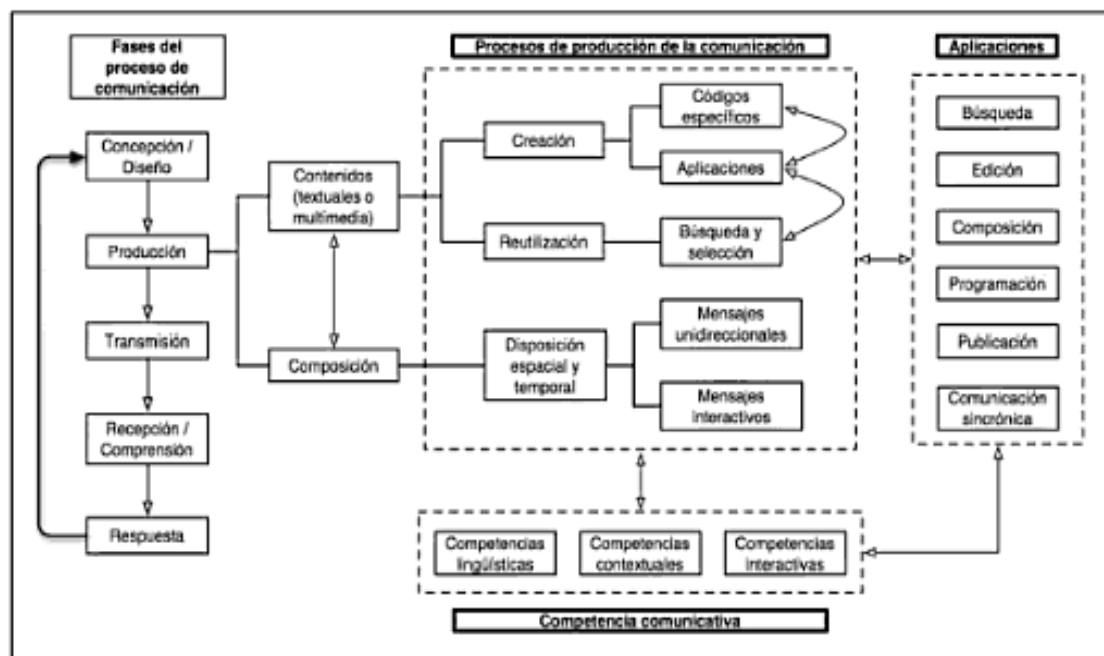 Fases del
proceso de
comunicación
Concepción /
Diseño
Producción
Transmisión
Recepción /
Comprensión
Respuesta
Contenidos
(textuales o
multimedia)
Composición
Procesos de producción de la comunicación
Creación
Códigos
específicos
Aplicaciones
Reutilización
Búsqueda y
selección
Disposición
espacial y
temporal
Mensajes
unidireccionales
Mensajes
interactivos
Aplicaciones
Búsqueda
Edición
Composición
Programación
Publicación
Comunicación
sincrónica
Competencias
lingüísticas
Competencias
contextuales
Competencias
interactivas
Competencia comunicativa